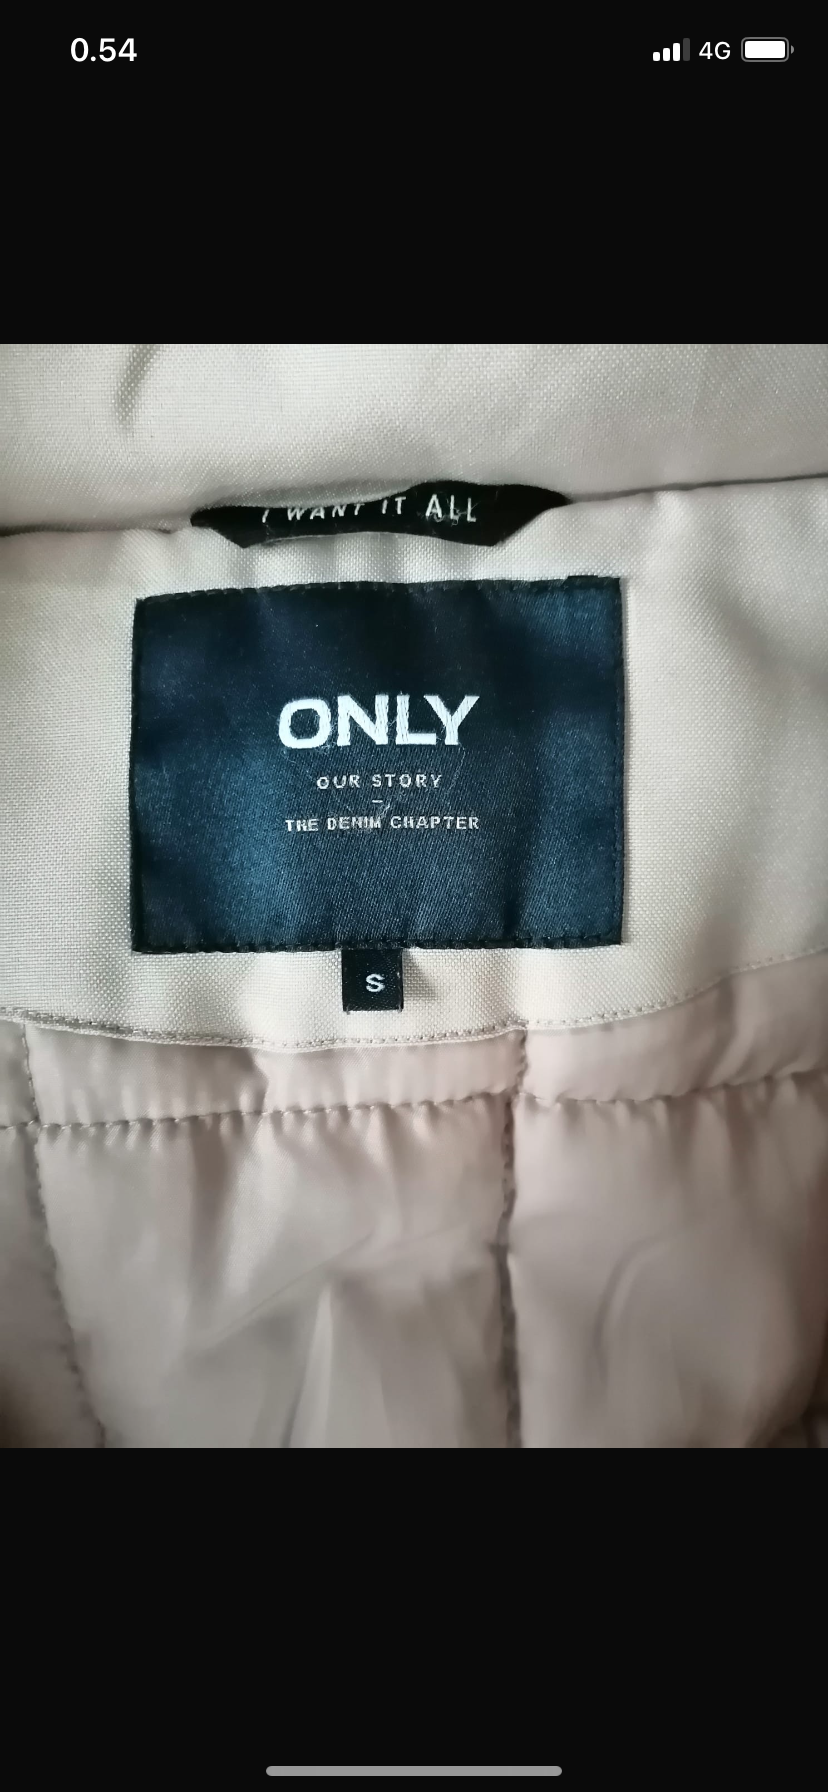 0.54
4G
I WANT IT ALL
ONLY
OUR STORY
–
THE DENIM CHAPTER
S